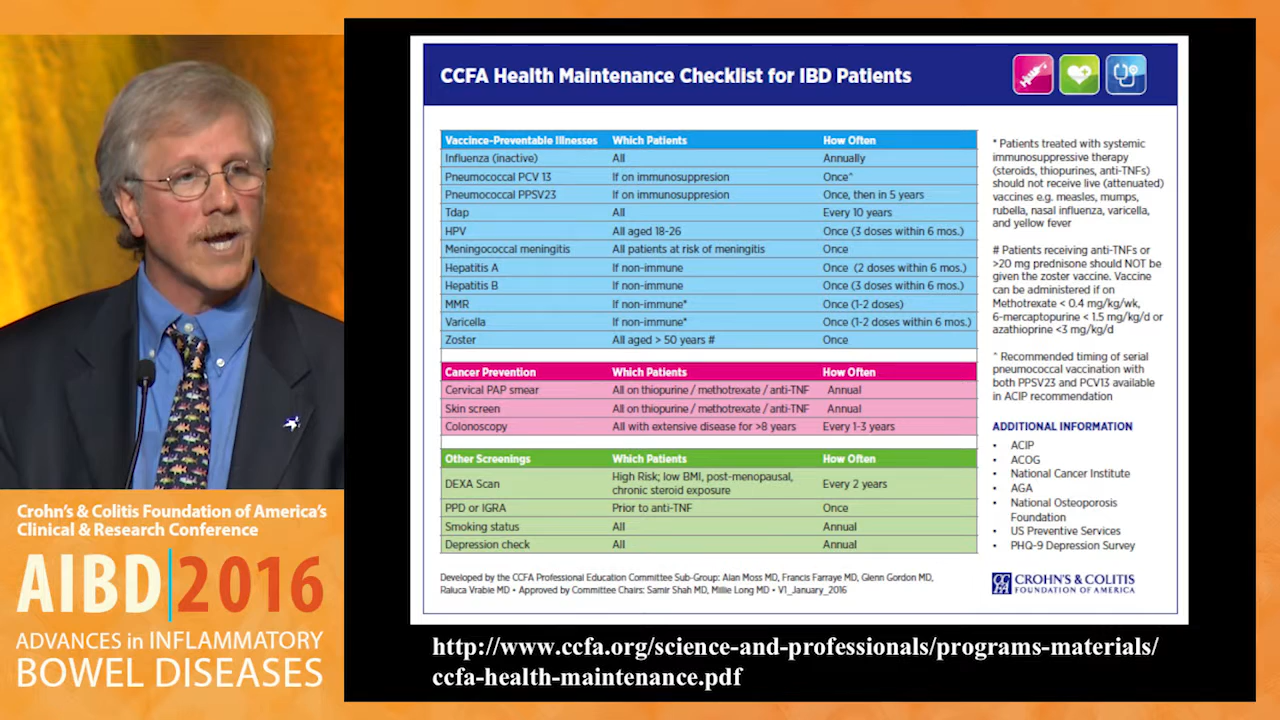 CCFA Health Maintenance Checklist for IBD Patients
Vaccince-Preventable Illnesses Which Patients How Often
Influenza (inactive) All Annually
Pneumococcal PCV 13 If on immunosuppresion Once^
Pneumococcal PPSV23 If on immunosuppresion Once, then in 5 years
Tdap All Every 10 years
HPV All aged 18-26 Once (3 doses within 6 mos.)
Meningococcal meningitis All patients at risk of meningitis Once
Hepatitis A If non-immune Once (2 doses within 6 mos.)
Hepatitis B If non-immune Once (3 doses within 6 mos.)
MMR If non-immune* Once (1-2 doses)
Varicella If non-immune* Once (1-2 doses within 6 mos.)
Zoster All aged > 50 years # Once
Cancer Prevention Which Patients How Often
Cervical PAP smear All on thiopurine / methotrexate / anti-TNF Annual
Skin screen All on thiopurine / methotrexate / anti-TNF Annual
Colonoscopy All with extensive disease for >8 years Every 1-3 years
Other Screenings Which Patients How Often
DEXA Scan High Risk; low BMI, post-menopausal, Every 2 years
chronic steroid exposure
PPD or IGRA Prior to anti-TNF Once
Smoking status All Annual
Depression check All Annual
* Patients treated with systemic
immunosuppressive therapy
(steroids, thiopurines, anti-TNFs)
should not receive live (attenuated)
vaccines e.g. measles, mumps,
rubella, nasal influenza, varicella,
and yellow fever
# Patients receiving anti-TNFs or
>20 mg prednisone should NOT be
given the zoster vaccine. Vaccine
can be administered if on
Methotrexate < 0.4 mg/kg/wk,
6-mercaptopurine < 1.5 mg/kg/d or
azathioprine <3 mg/kg/d
^ Recommended timing of serial
pneumococcal vaccination with
both PPSV23 and PCV13 available
in ACIP recommendation
ADDITIONAL INFORMATION
• ACIP
• ACOG
• National Cancer Institute
• AGA
• National Osteoporosis
Foundation
• US Preventive Services
• PHQ-9 Depression Survey
CROHN'S & COLITIS
FOUNDATION OF AMERICA
Developed by the CCFA Professional Education Committee Sub-Group: Alan Moss MD, Francis Farraye MD, Glenn Gordon MD,
Raluca Vrabie MD • Approved by Committee Chairs: Samir Shah MD, Millie Long MD • V1_January_2016
http://www.ccfa.org/science-and-professionals/programs-materials/
ccfa-health-maintenance.pdf
Crohn's & Colitis Foundation of America's
Clinical & Research Conference
AIBD 2016
ADVANCES in INFLAMMATORY
BOWEL DISEASES